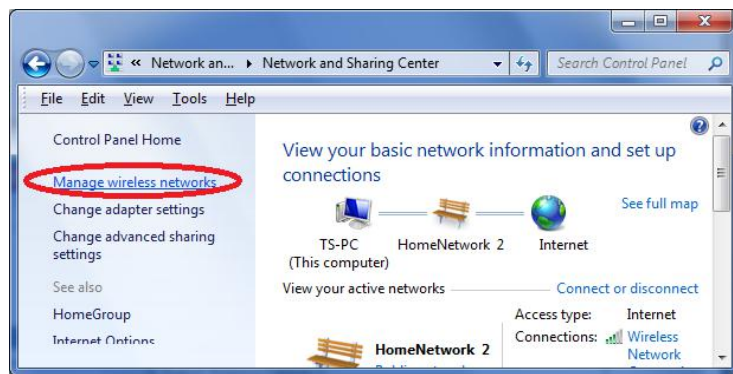 « Network an... ▸ Network and Sharing Center
Search Control Panel
File Edit View Tools Help
Control Panel Home
Manage wireless networks
Change adapter settings
Change advanced sharing
settings
See also
HomeGroup
Internet Options
View your basic network information and set up
connections
See full map
TS-PC
(This computer)
HomeNetwork 2
Internet
View your active networks
Connect or disconnect
HomeNetwork 2
Access type: Internet
Connections: Wireless
Network